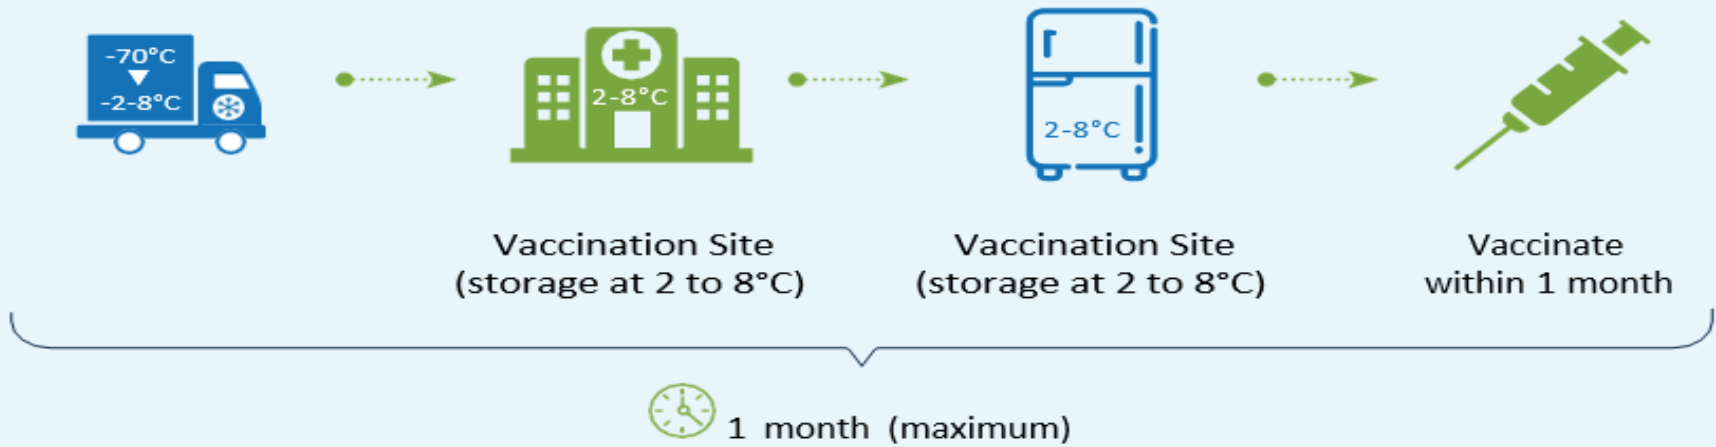 -70°C
▼
-2-8°C
2-8°C
2-8°C
Vaccination Site
(storage at 2 to 8°C)
Vaccination Site
(storage at 2 to 8°C)
Vaccinate
within 1 month
1 month (maximum)